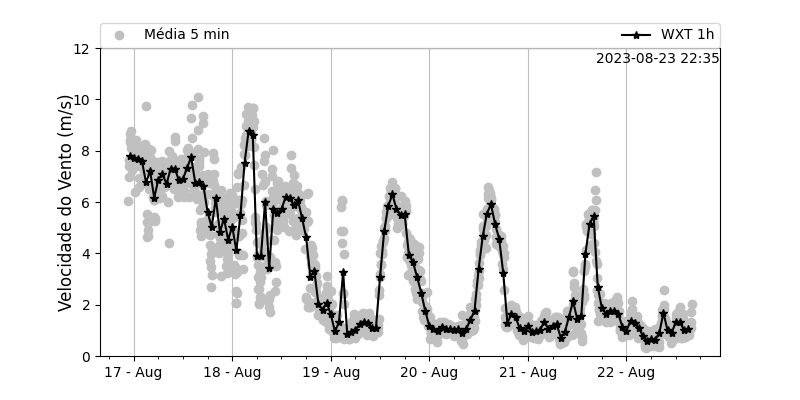 Média 5 min
WXT 1h
2023-08-23 22:35
Velocidade do Vento (m/s)
12
10
8
6
4
2
0
17 - Aug
18 - Aug
19 - Aug
20 - Aug
21 - Aug
22 - Aug